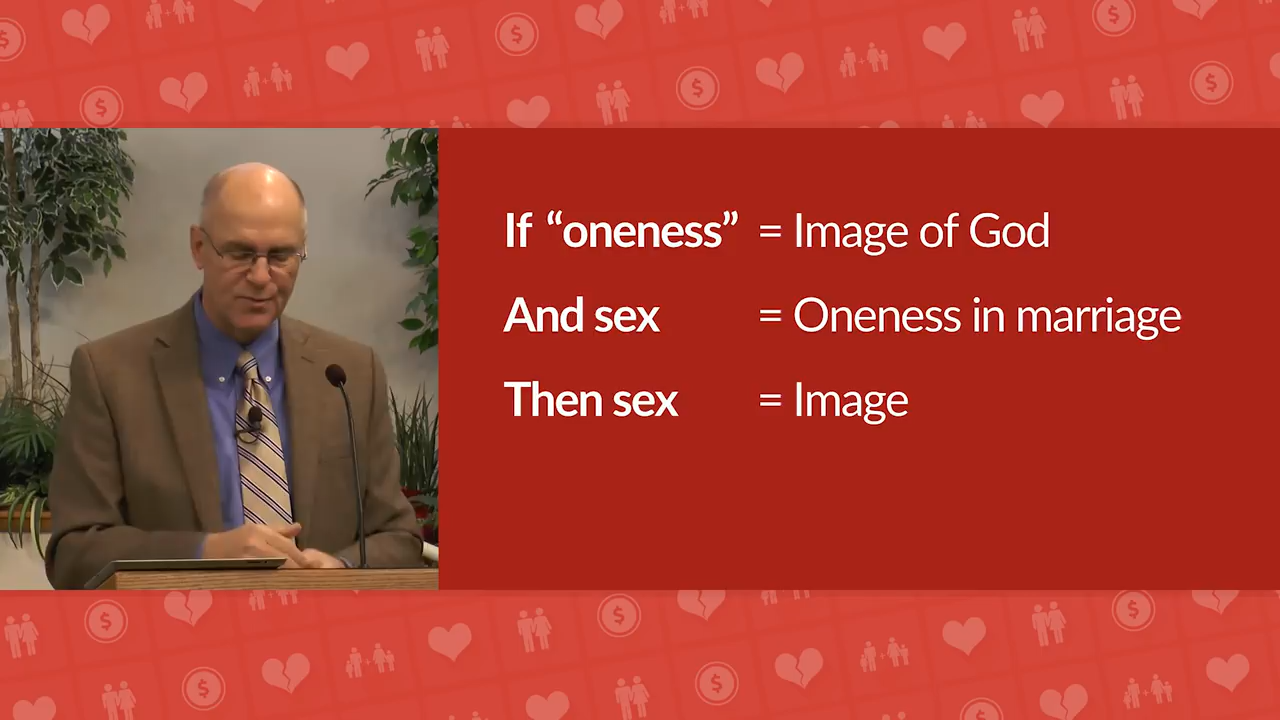 If “oneness” = Image of God
And sex = Oneness in marriage
Then sex = Image